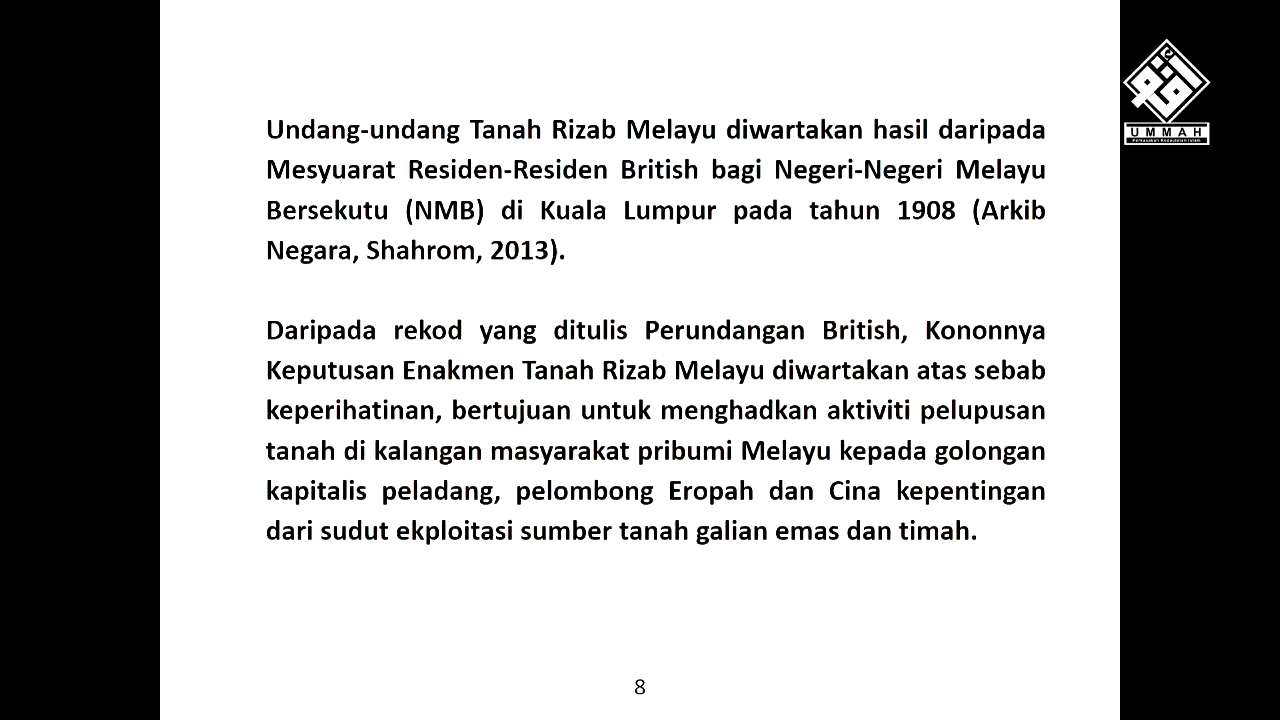 Undang-undang Tanah Rizab Melayu diwartakan hasil daripada
Mesyuarat Residen-Residen British bagi Negeri-Negeri Melayu
Bersekutu (NMB) di Kuala Lumpur pada tahun 1908 (Arkib
Negara, Shahrom, 2013).
Daripada rekod yang ditulis Perundangan British, Kononnya
Keputusan Enakmen Tanah Rizab Melayu diwartakan atas sebab
keperihatinan, bertujuan untuk menghadkan aktiviti pelupusan
tanah di kalangan masyarakat pribumi Melayu kepada golongan
kapitalis peladang, pelombong Eropah dan Cina kepentingan
dari sudut ekploitasi sumber tanah galian emas dan timah.
8
UMMAH